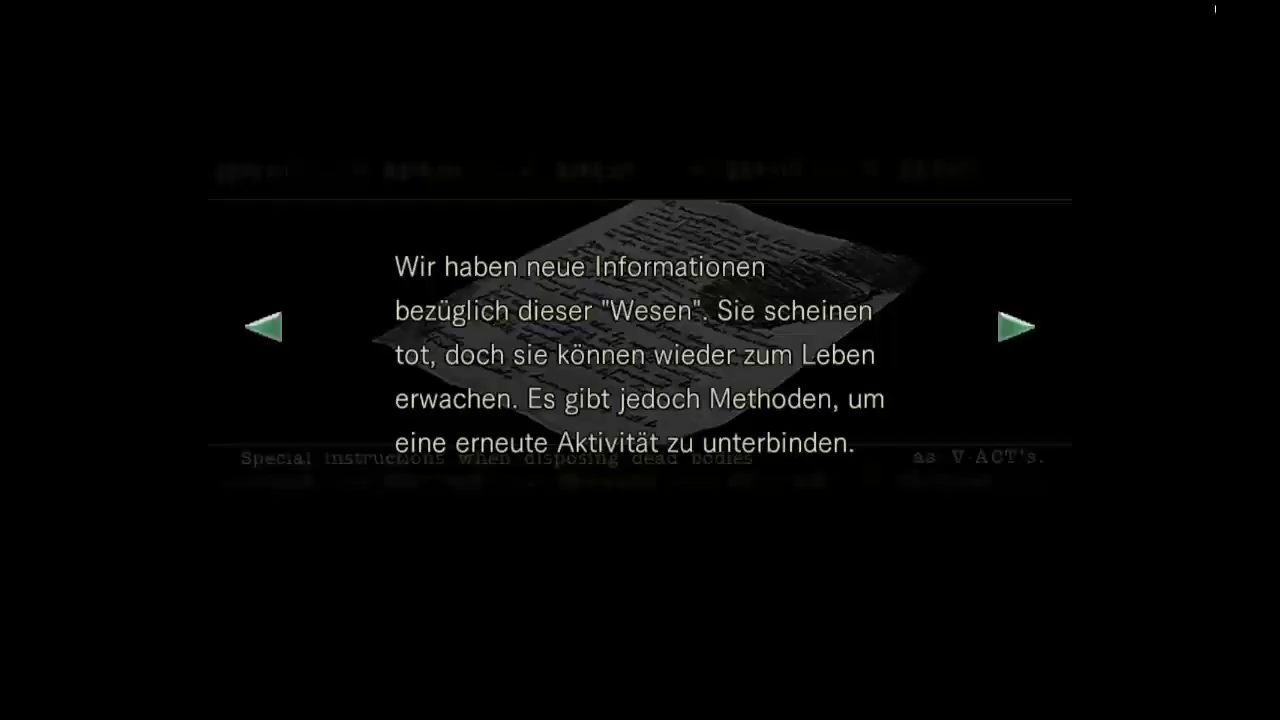 Wir haben neue Informationen
bezüglich dieser "Wesen". Sie scheinen
tot, doch sie können wieder zum Leben
erwachen. Es gibt jedoch Methoden, um
eine erneute Aktivität zu unterbinden.
Special instructions when disposing dead bodies as V-ACT's.